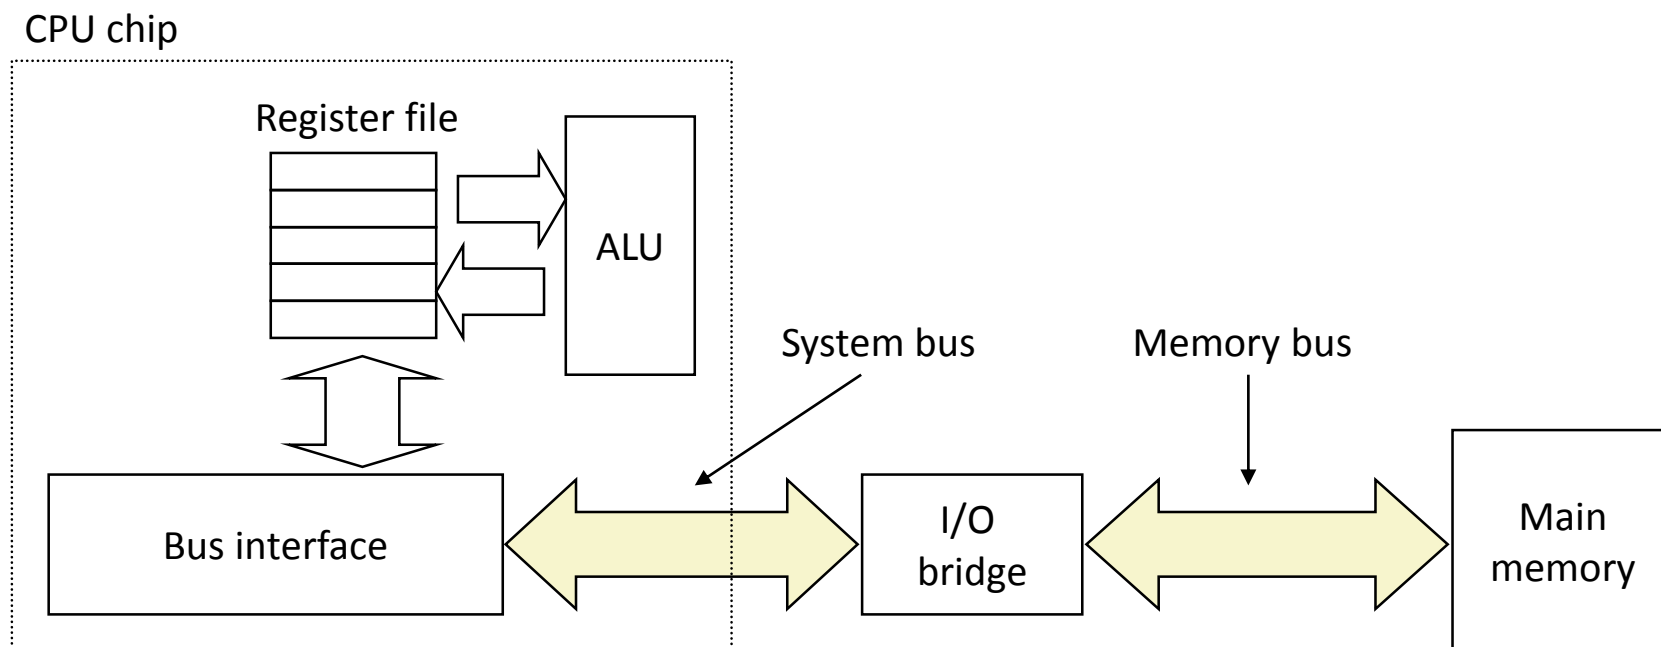 CPU chip
Register file
ALU
System bus
Memory bus
Bus interface
I/O
bridge
Main
memory